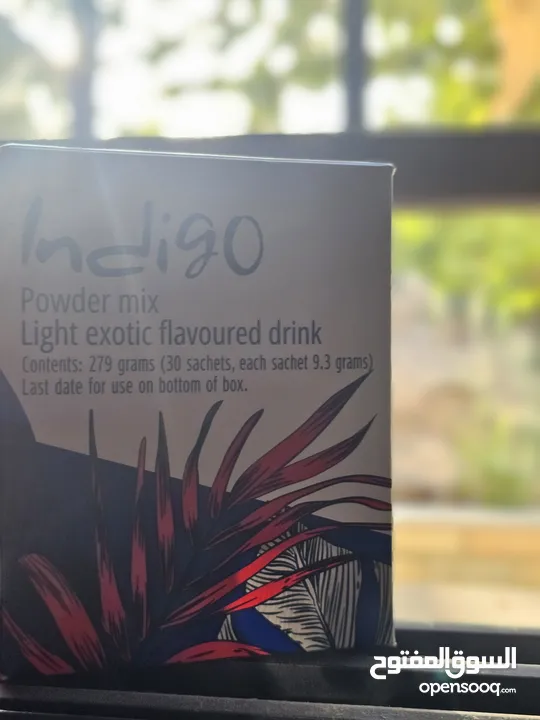 Indigo
Powder mix
Light exotic flavoured drink
Contents: 279 grams (30 sachets, each sachet 9.3 grams)
Last date for use on bottom of box.
السوق المفتوح
opensooq.com